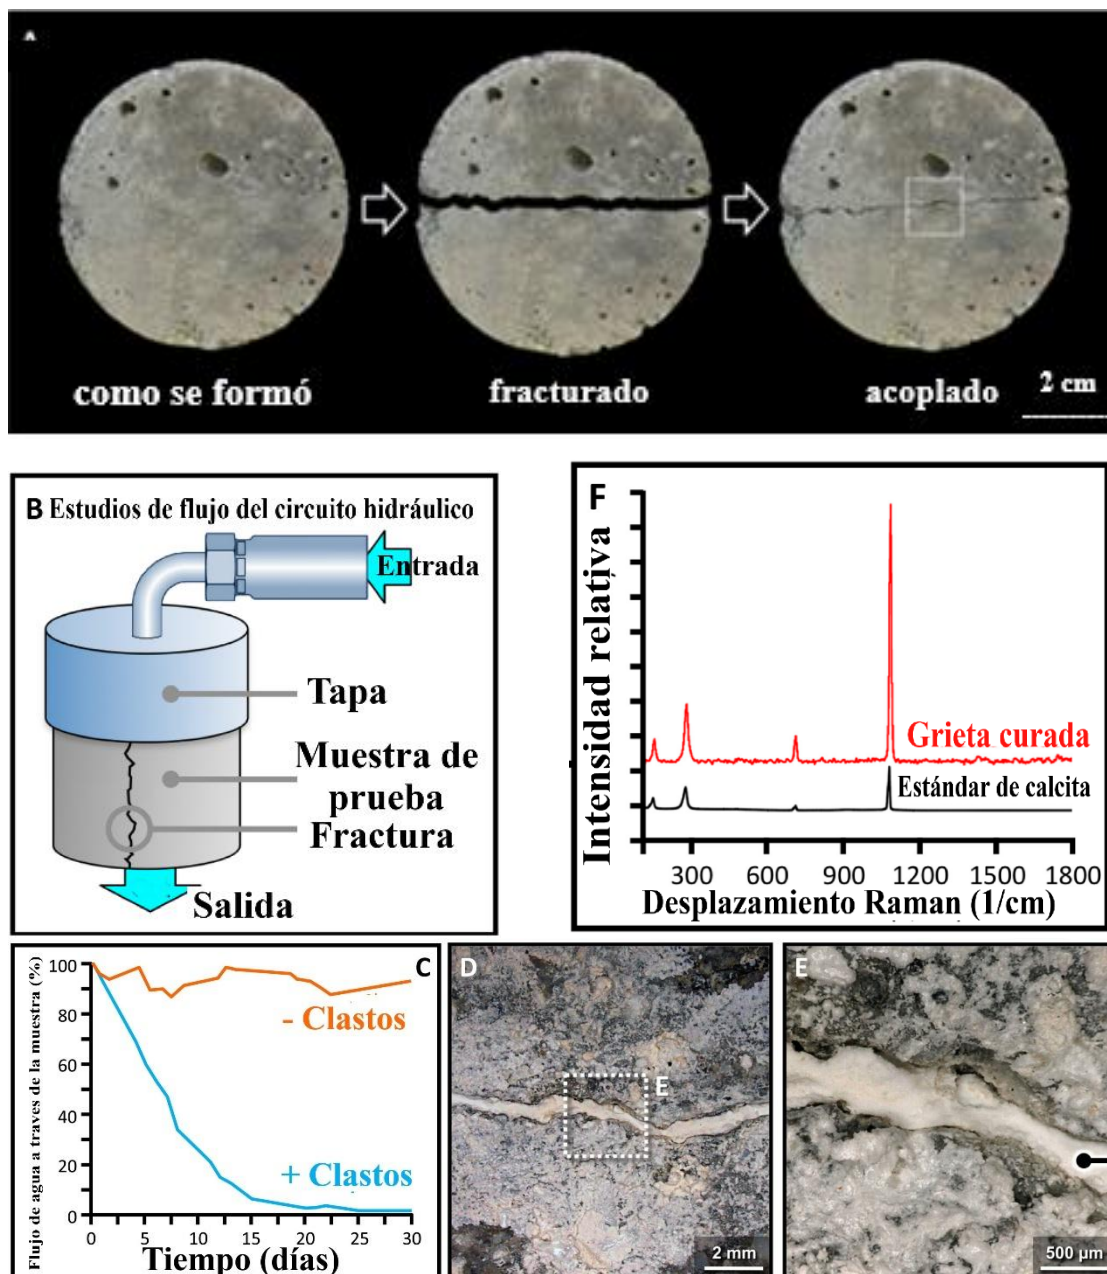 A
como se formó
fracturado
acoplado
2 cm
B Estudios de flujo del circuito hidráulico
Entrada
Tapa
Muestra de
prueba
Fractura
Salida
F
Intensidad relativa
Grieta curada
Estándar de calcita
300 600 900 1200 1500 1800
Desplazamiento Raman (1/cm)
C
Flujo de agua a traves de la muestra (%)
100
80
60
40
20
0
- Clastos
+ Clastos
0 5 10 15 20 25 30
Tiempo (días)
D
E
2 mm
E
500 µm